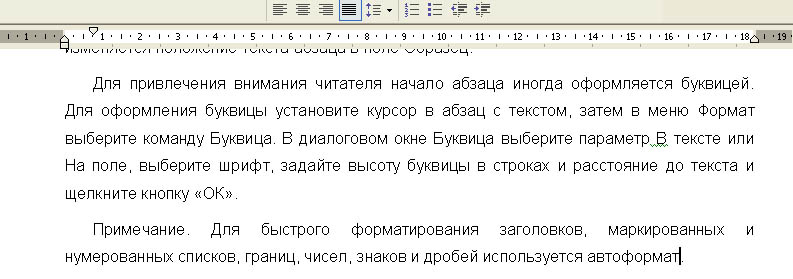 1 1 2 3 4 5 6 7 8 9 10 11 12 13 14 15 16 17 18 19
изменяется положение текста абзаца в поле Образец.
Для привлечения внимания читателя начало абзаца иногда оформляется буквицей.
Для оформления буквицы установите курсор в абзац с текстом, затем в меню Формат
выберите команду Буквица. В диалоговом окне Буквица выберите параметр В тексте или
На поле, выберите шрифт, задайте высоту буквицы в строках и расстояние до текста и
щелкните кнопку «ОК».
Примечание. Для быстрого форматирования заголовков, маркированных и
нумерованных списков, границ, чисел, знаков и дробей используется автоформат.